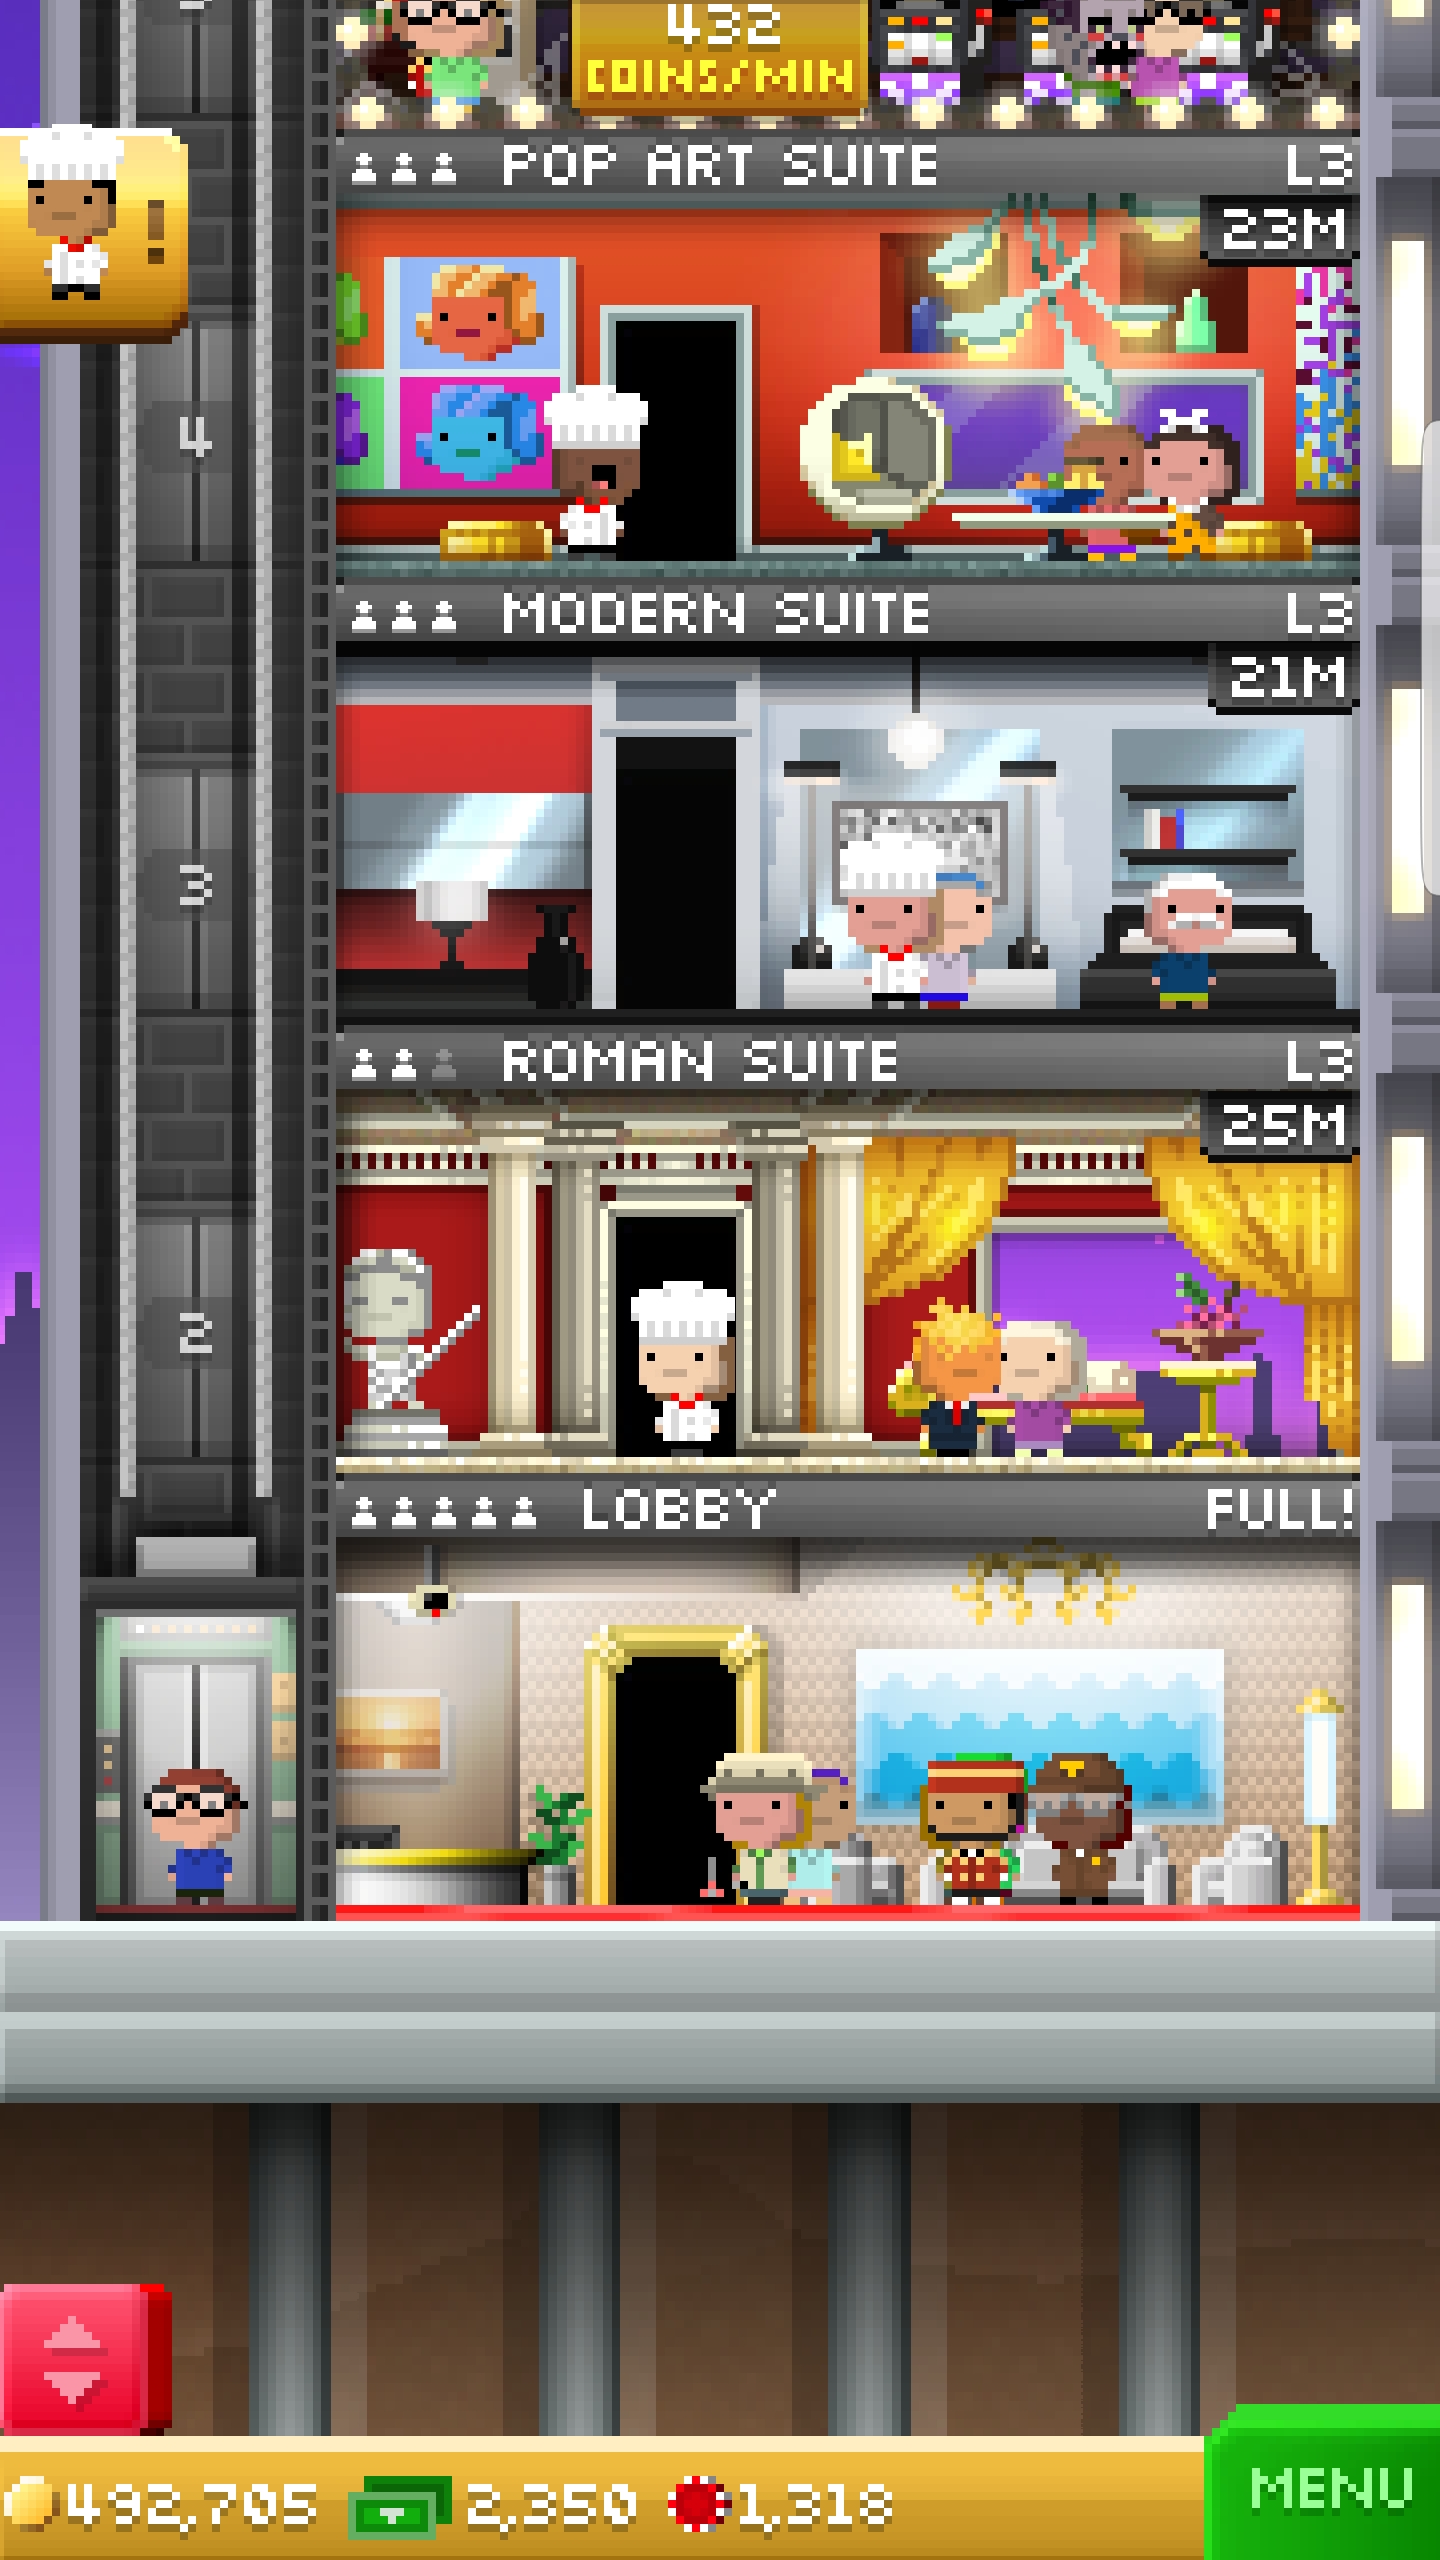 432
COINS/MIN
!
POP ART SUITE L3
23M
4
MODERN SUITE L3
21M
3
ROMAN SUITE L3
25M
2
LOBBY FULL!
492,705 2,350 1,318
MENU